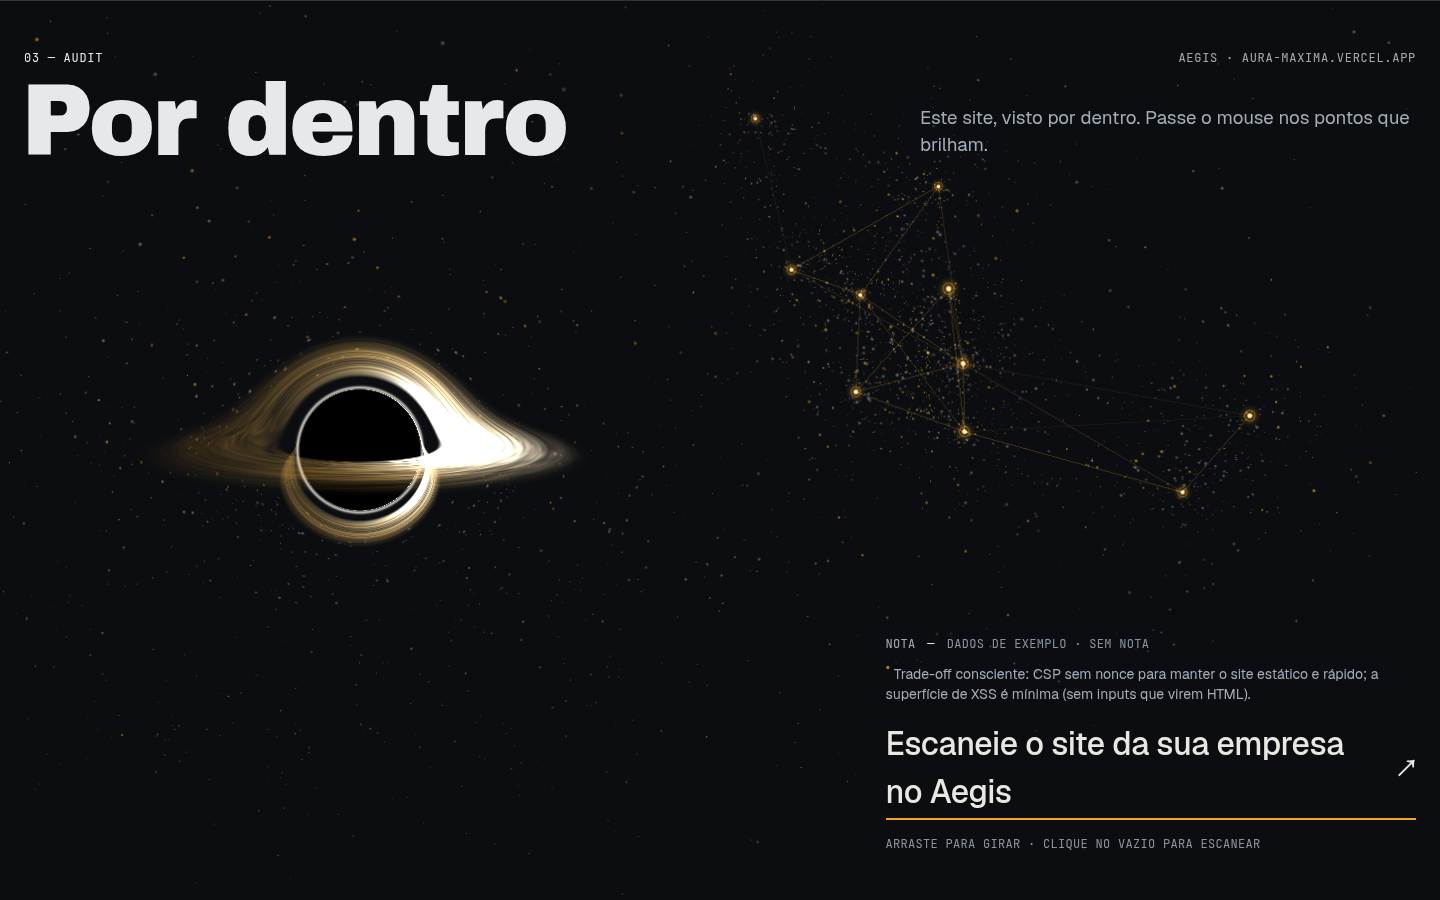 03 — AUDIT
AEGIS · AURA-MAXIMA.VERCEL.APP
Por dentro
Este site, visto por dentro. Passe o mouse nos pontos que
brilham.
NOTA — DADOS DE EXEMPLO · SEM NOTA
* Trade-off consciente: CSP sem nonce para manter o site estático e rápido; a
superfície de XSS é mínima (sem inputs que virem HTML).
Escaneie o site da sua empresa
no Aegis ↗
ARRASTE PARA GIRAR · CLIQUE NO VAZIO PARA ESCANEAR